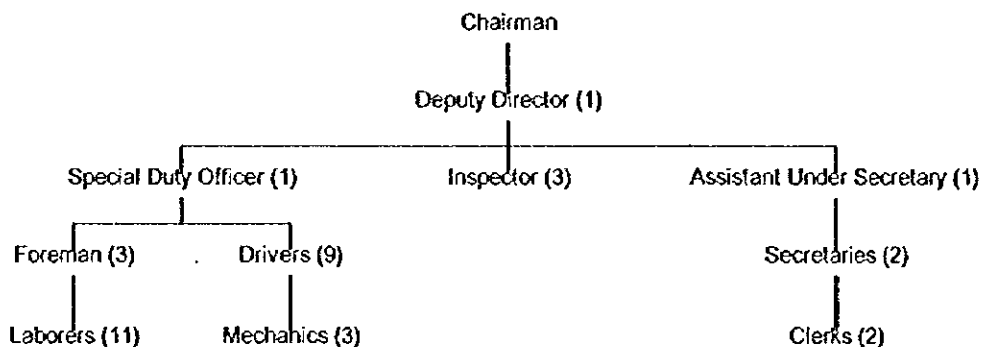 Chairman
Deputy Director (1)
Special Duty Officer (1) Inspector (3) Assistant Under Secretary (1)
Foreman (3) Drivers (9) Secretaries (2)
Laborers (11) Mechanics (3) Clerks (2)